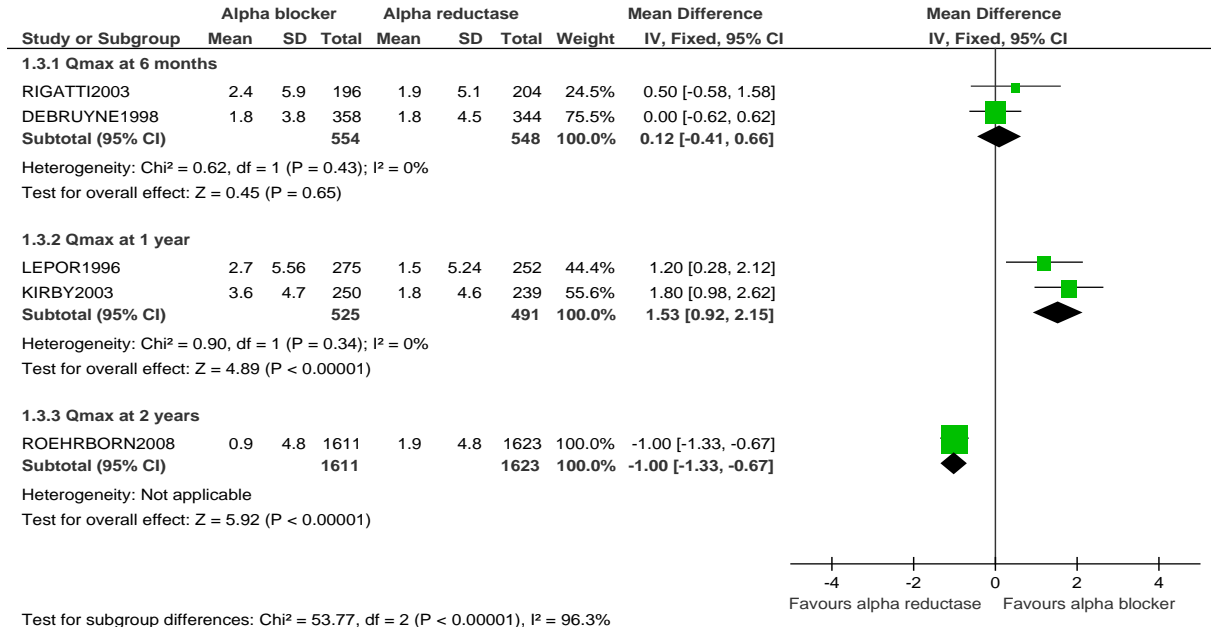 Alpha blocker Alpha reductase Mean Difference Mean Difference
Study or Subgroup Mean SD Total Mean SD Total Weight IV, Fixed, 95% CI IV, Fixed, 95% CI
1.3.1 Qmax at 6 months
RIGATTI2003 2.4 5.9 196 1.9 5.1 204 24.5% 0.50 [-0.58, 1.58]
DEBRUYNE1998 1.8 3.8 358 1.8 4.5 344 75.5% 0.00 [-0.62, 0.62]
Subtotal (95% CI) 554 548 100.0% 0.12 [-0.41, 0.66]
Heterogeneity: Chi² = 0.62, df = 1 (P = 0.43); I² = 0%
Test for overall effect: Z = 0.45 (P = 0.65)
1.3.2 Qmax at 1 year
LEPOR1996 2.7 5.56 275 1.5 5.24 252 44.4% 1.20 [0.28, 2.12]
KIRBY2003 3.6 4.7 250 1.8 4.6 239 55.6% 1.80 [0.98, 2.62]
Subtotal (95% CI) 525 491 100.0% 1.53 [0.92, 2.15]
Heterogeneity: Chi² = 0.90, df = 1 (P = 0.34); I² = 0%
Test for overall effect: Z = 4.89 (P < 0.00001)
1.3.3 Qmax at 2 years
ROEHRBORN2008 0.9 4.8 1611 1.9 4.8 1623 100.0% -1.00 [-1.33, -0.67]
Subtotal (95% CI) 1611 1623 100.0% -1.00 [-1.33, -0.67]
Heterogeneity: Not applicable
Test for overall effect: Z = 5.92 (P < 0.00001)
-4 -2 0 2 4
Favours alpha reductase Favours alpha blocker
Test for subgroup differences: Chi² = 53.77, df = 2 (P < 0.00001), I² = 96.3%